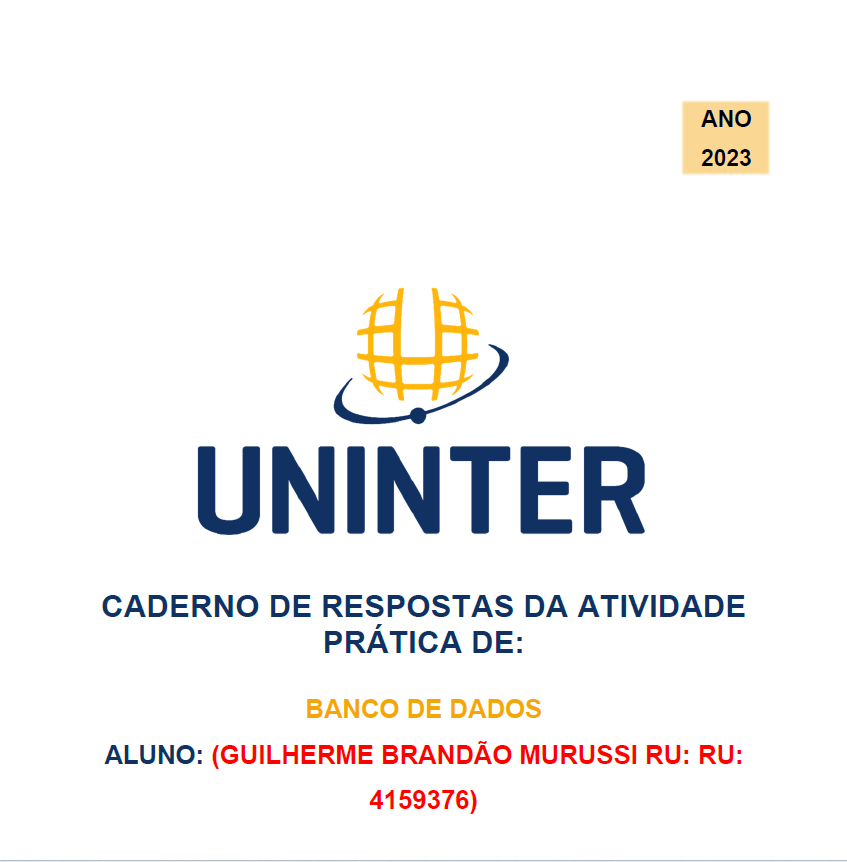 ANO
2023
UNINTER
CADERNO DE RESPOSTAS DA ATIVIDADE
PRÁTICA DE:
BANCO DE DADOS
ALUNO: (GUILHERME BRANDÃO MURUSSI RU: RU:
4159376)